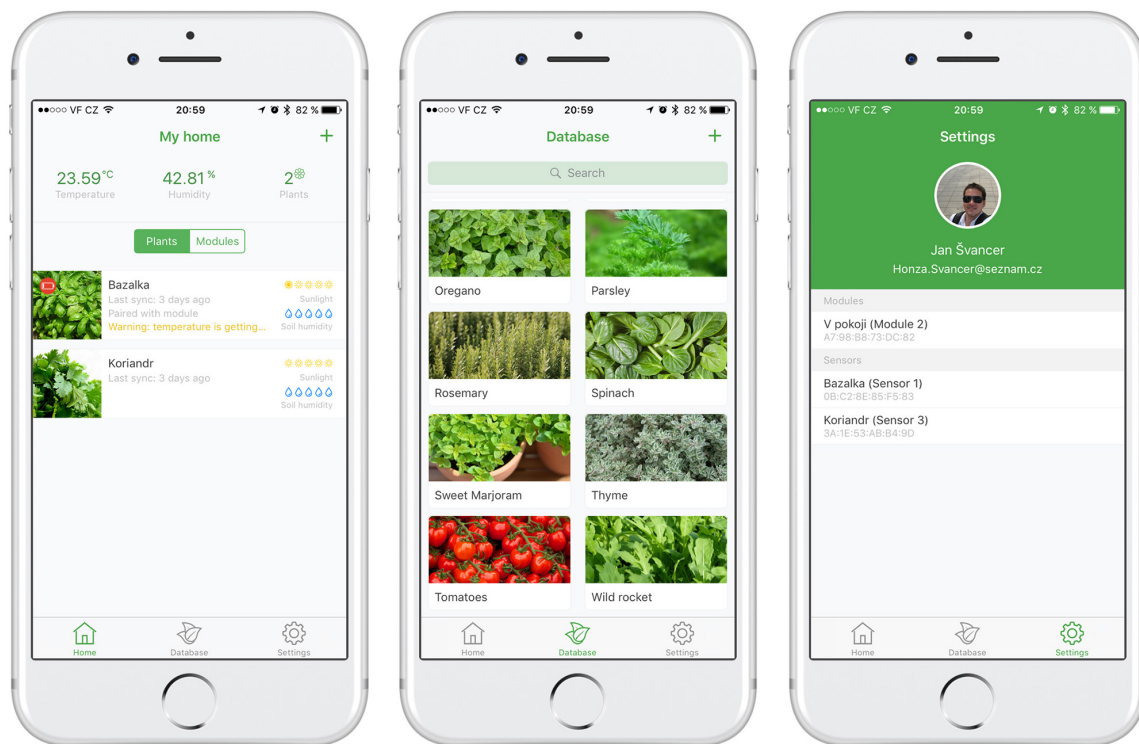 VF CZ 20:59 82 %
My home
+
23.59 °C 42.81 % 2
Temperature Humidity Plants
Plants Modules
Bazalka
Last sync: 3 days ago
Sunlight
Paired with module
Warning: temperature is getting...
Soil humidity
Koriandr
Last sync: 3 days ago
Sunlight
Soil humidity
Home Database Settings
VF CZ 20:59 82 %
Database
+
Search
Oregano Parsley
Rosemary Spinach
Sweet Marjoram Thyme
Tomatoes Wild rocket
Home Database Settings
VF CZ 20:59 82 %
Settings
Jan Švancer
Honza.Svancer@seznam.cz
Modules
V pokoji (Module 2)
A7:98:B8:73:DC:82
Sensors
Bazalka (Sensor 1)
0B:C2:8E:85:F5:83
Koriandr (Sensor 3)
3A:1E:53:AB:B4:9D
Home Database Settings